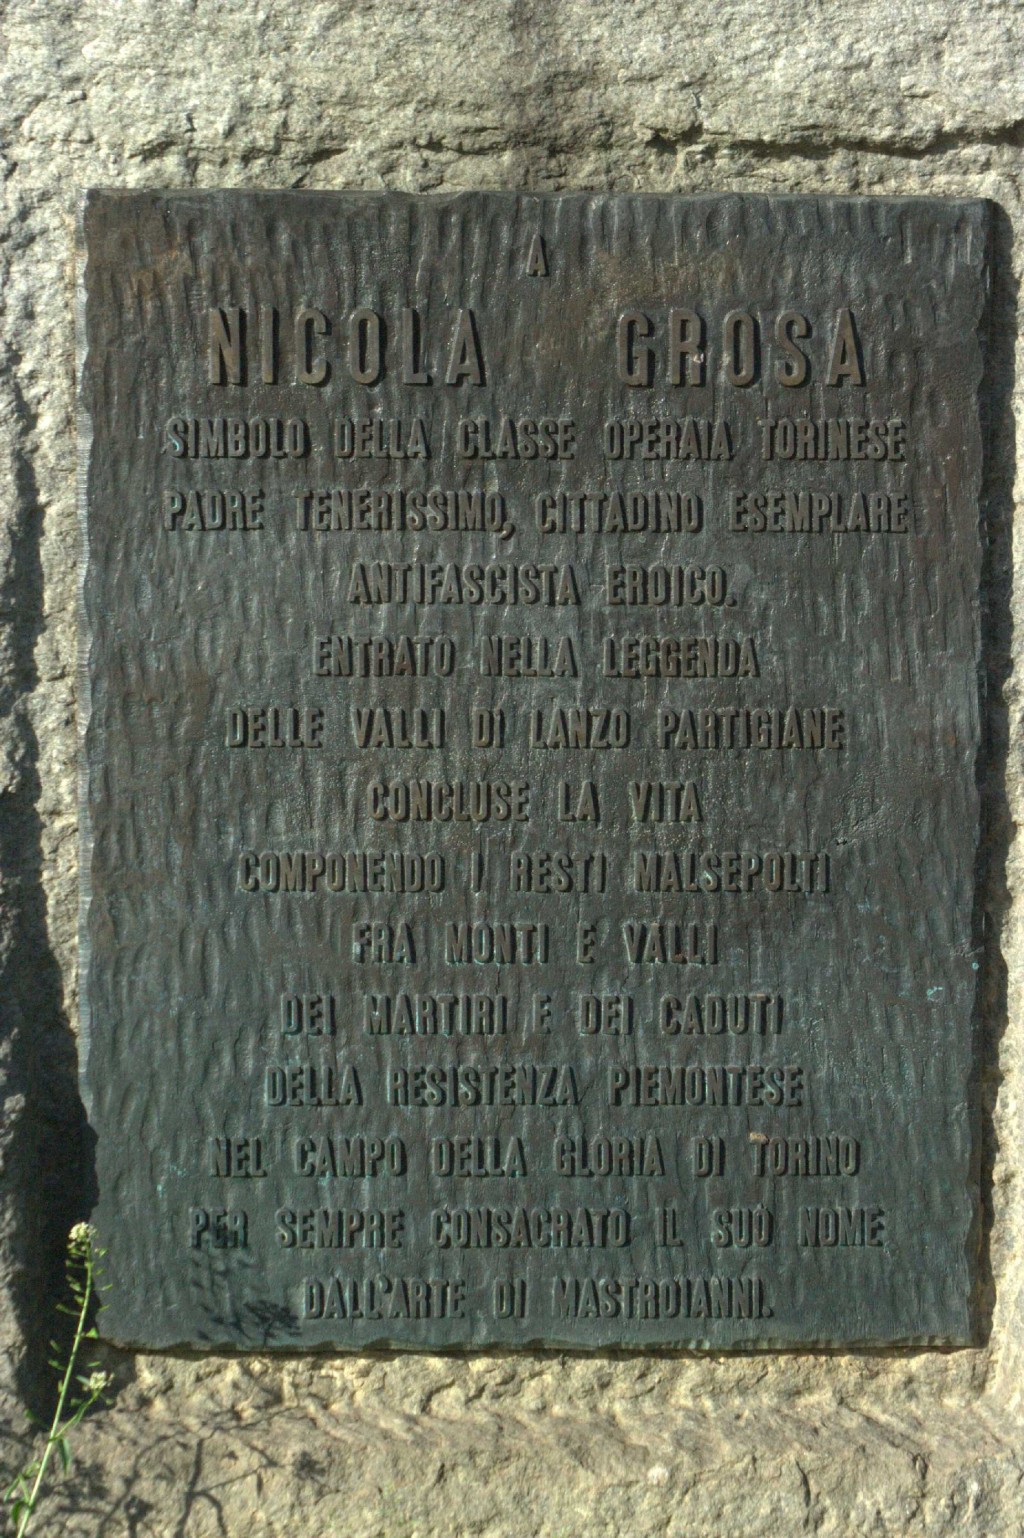 A
NICOLA GROSA
SIMBOLO DELLA CLASSE OPERAIA TORINESE
PADRE TENERISSIMO, CITTADINO ESEMPLARE
ANTIFASCISTA EROICO.
ENTRATO NELLA LEGGENDA
DELLE VALLI DI LANZO PARTIGIANE
CONCLUSE LA VITA
COMPONENDO I RESTI MALSEPOLTI
FRA MONTI E VALLI
DEI MARTIRI E DEI CADUTI
DELLA RESISTENZA PIEMONTESE
NEL CAMPO DELLA GLORIA DI TORINO
PER SEMPRE CONSACRATO IL SUO NOME
DALL'ARTE DI MASTROIANNI.